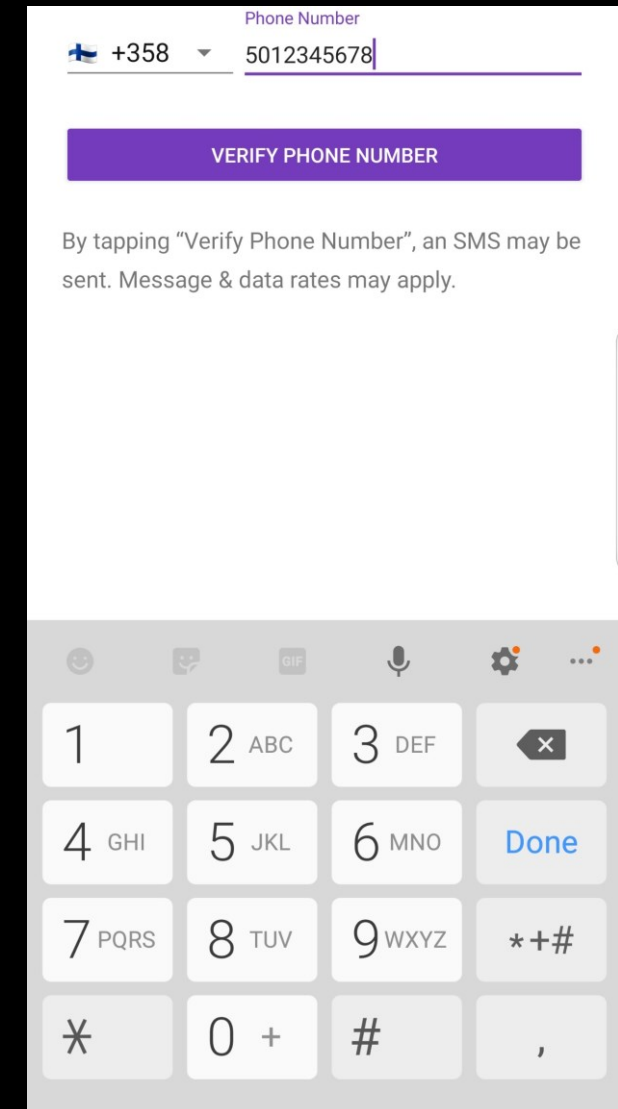 Phone Number
+358 5012345678
VERIFY PHONE NUMBER
By tapping “Verify Phone Number”, an SMS may be
sent. Message & data rates may apply.
GIF
1 2 ABC 3 DEF
4 GHI 5 JKL 6 MNO Done
7 PQRS 8 TUV 9 WXYZ *+#
* 0 + # ,